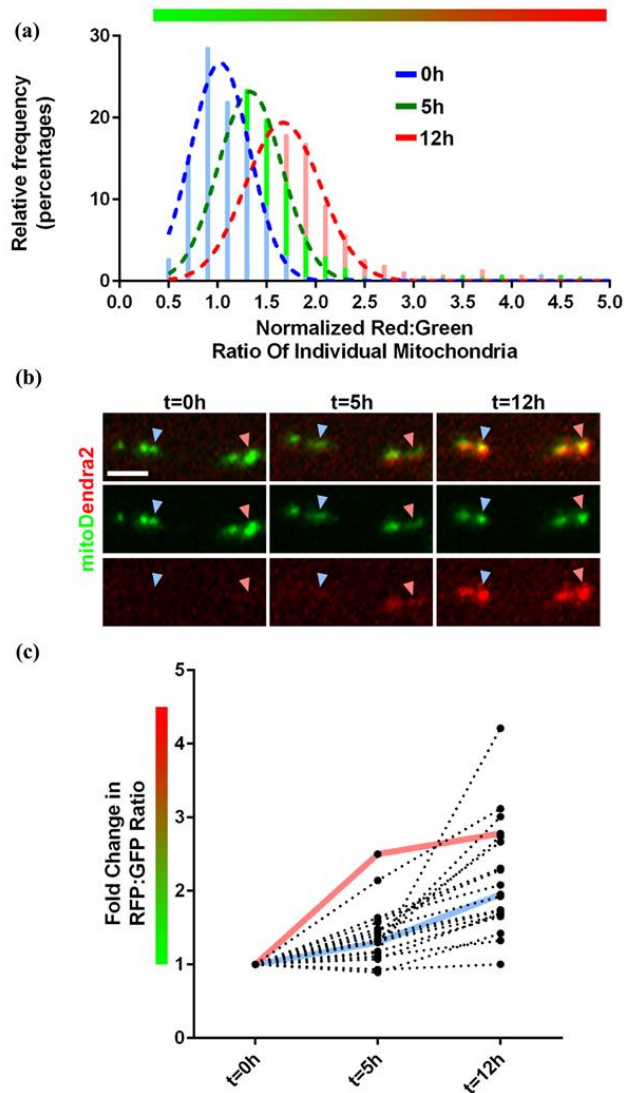 (a)
Relative frequency
(percentages)
30
20
10
0
0h
5h
12h
0.0 0.5 1.0 1.5 2.0 2.5 3.0 3.5 4.0 4.5 5.0
Normalized Red:Green
Ratio Of Individual Mitochondria
(b)
t=0h t=5h t=12h
mitoDendra2
(c)
Fold Change in
RFP:GFP Ratio
5
4
3
2
1
0
t=0h t=5h t=12h